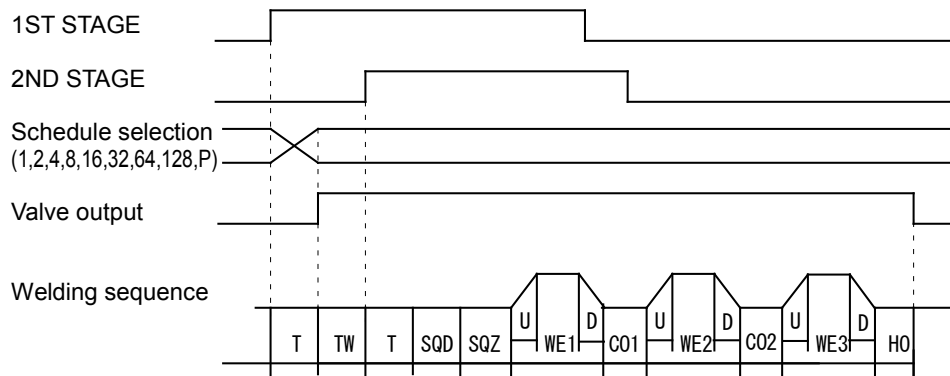 1ST STAGE
2ND STAGE
Schedule selection
(1,2,4,8,16,32,64,128,P)
Valve output
Welding sequence
T TW T SQD SQZ U WE1 D CO1 U WE2 D CO2 U WE3 D HO